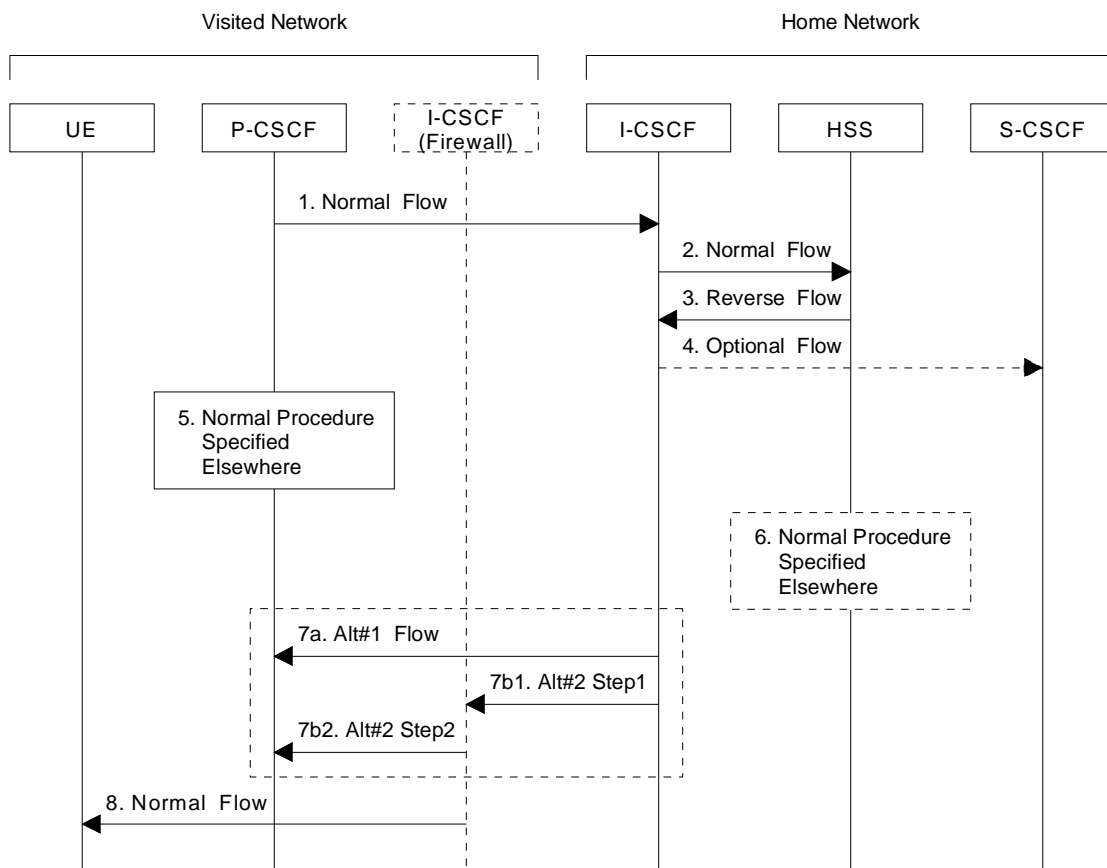 Visited Network
Home Network
UE
P-CSCF
I-CSCF
(Firewall)
I-CSCF
HSS
S-CSCF
1. Normal Flow
2. Normal Flow
3. Reverse Flow
4. Optional Flow
5. Normal Procedure
Specified
Elsewhere
6. Normal Procedure
Specified
Elsewhere
7a. Alt#1 Flow
7b1. Alt#2 Step1
7b2. Alt#2 Step2
8. Normal Flow